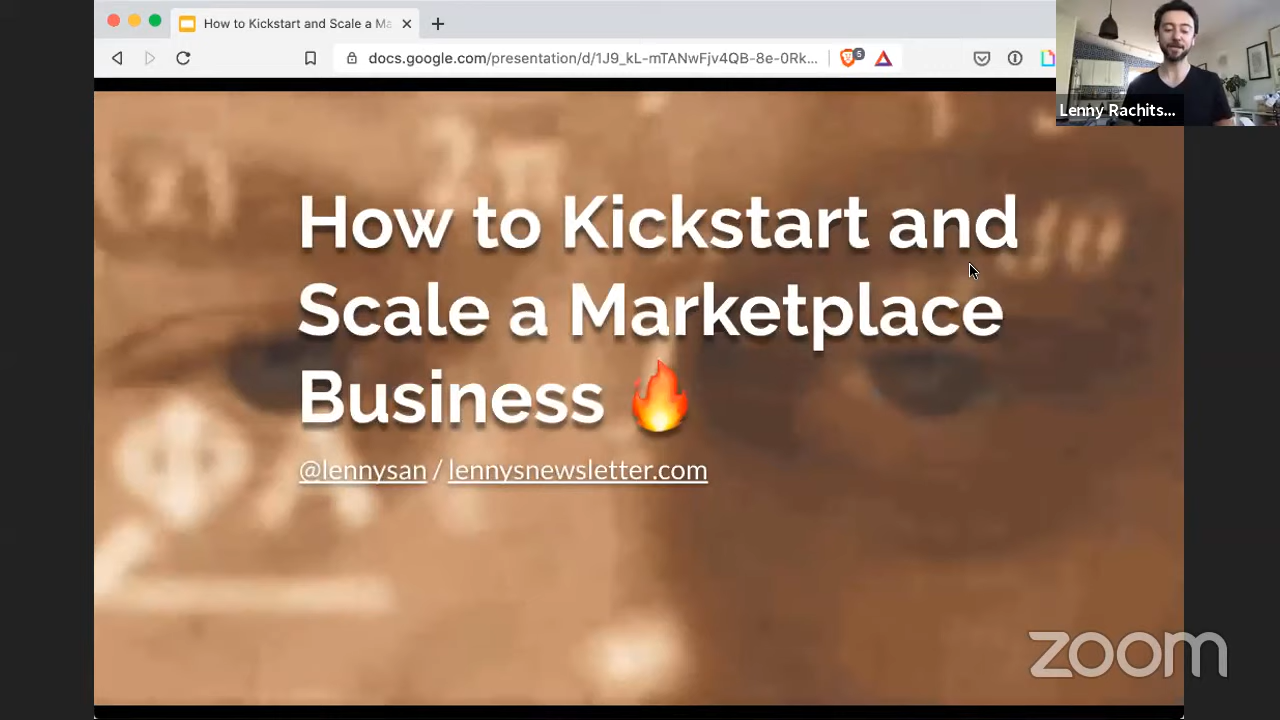 How to Kickstart and Scale a Ma
docs.google.com/presentation/d/1J9_kL-mTANwFjv4QB-8e-0Rk...
5
Lenny Rachits...
How to Kickstart and
Scale a Marketplace
Business 🔥
@lennysan / lennysnewsletter.com
zoom